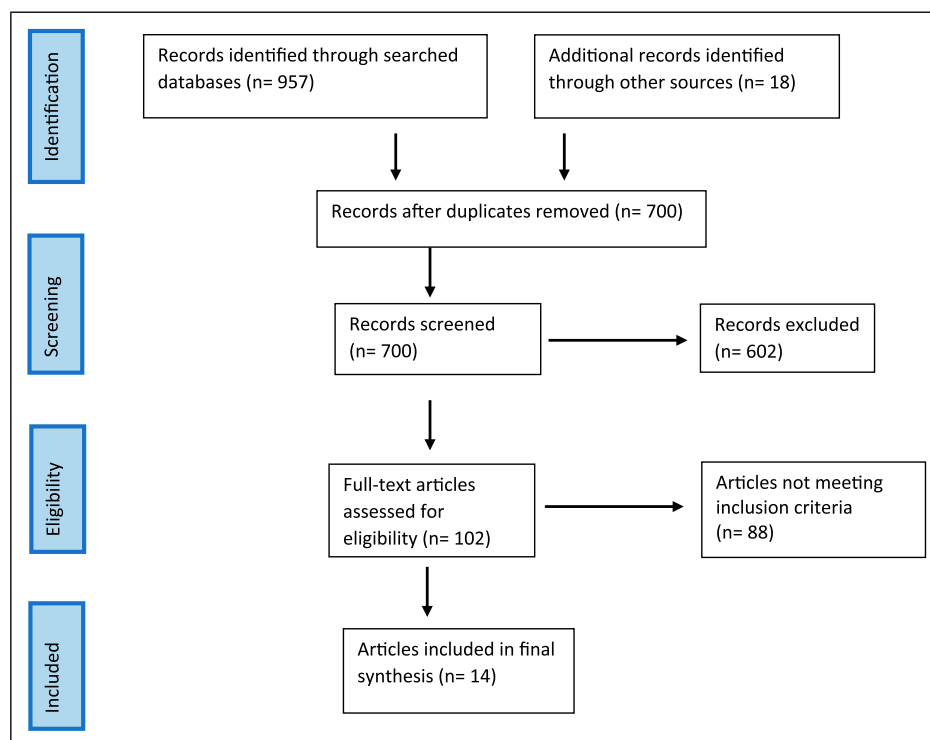 Identification
Records identified through searched
databases (n= 957)
Additional records identified
through other sources (n= 18)
Records after duplicates removed (n= 700)
Screening
Records screened
(n= 700)
Records excluded
(n= 602)
Eligibility
Full-text articles
assessed for
eligibility (n= 102)
Articles not meeting
inclusion criteria
(n= 88)
Included
Articles included in final
synthesis (n= 14)